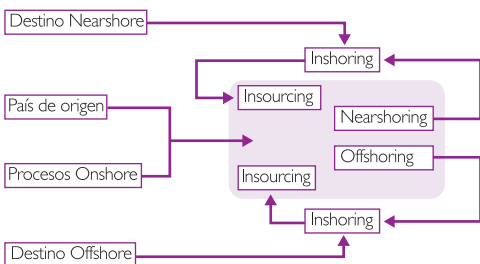 Destino Nearshore
Inshoring
Insourcing
País de origen
Nearshoring
Offshoring
Procesos Onshore
Insourcing
Inshoring
Destino Offshore